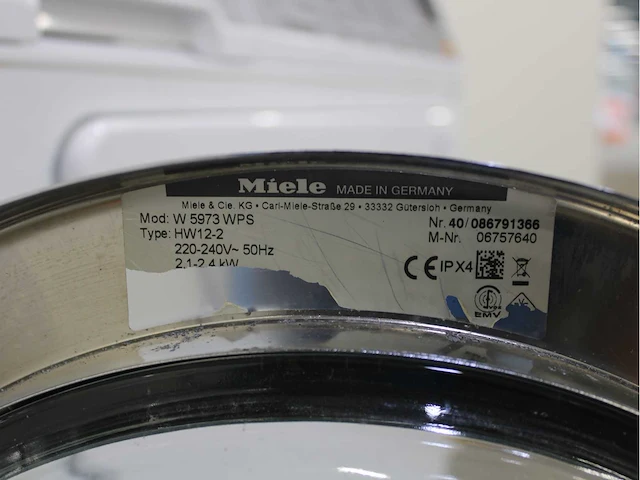 Miele MADE IN GERMANY
Miele & Cie. KG • Carl-Miele-Straße 29 • 33332 Gütersloh • Germany
Mod: W 5973 WPS Nr. 40/086791366
Type: HW12-2 M-Nr. 06757640
220-240V~ 50Hz
2,1-2,4 kW
CE IPX4
EMV